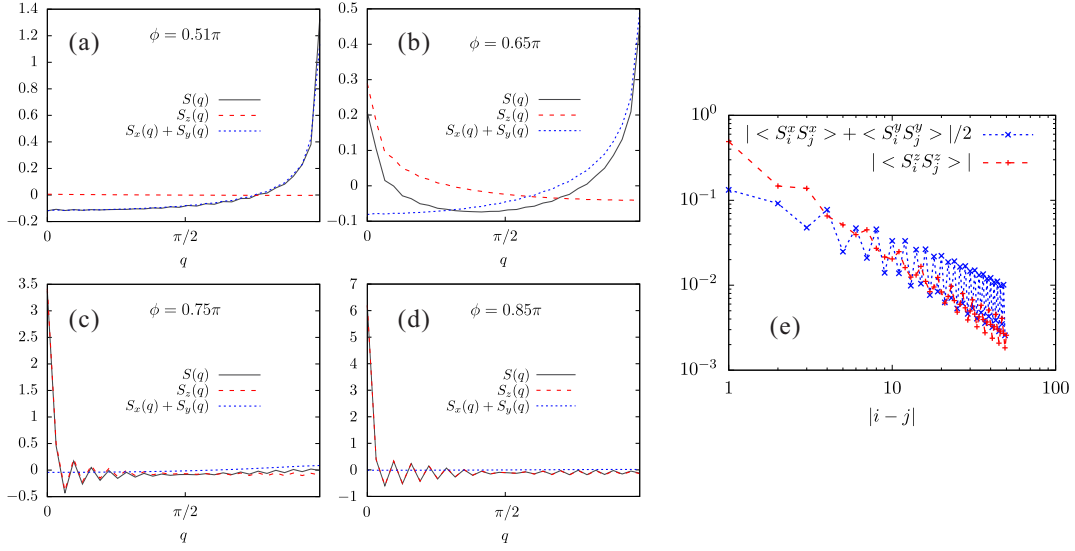 (a)
ϕ = 0.51π
1.4
1.2
1
0.8
0.6
0.4
0.2
0
−0.2
S(q)
S_z(q)
S_x(q) + S_y(q)
0
π/2
q
(b)
ϕ = 0.65π
0.5
0.4
0.3
0.2
0.1
0
−0.1
S(q)
S_z(q)
S_x(q) + S_y(q)
0
π/2
q
(c)
ϕ = 0.75π
3.5
3
2.5
2
1.5
1
0.5
0
−0.5
S(q)
S_z(q)
S_x(q) + S_y(q)
0
π/2
q
(d)
ϕ = 0.85π
7
6
5
4
3
2
1
0
−1
S(q)
S_z(q)
S_x(q) + S_y(q)
0
π/2
q
10^0
10^−1
10^−2
10^−3
| < S_i^x S_j^x > + < S_i^y S_j^y > |/2
| < S_i^z S_j^z > |
(e)
1
10
100
|i − j|